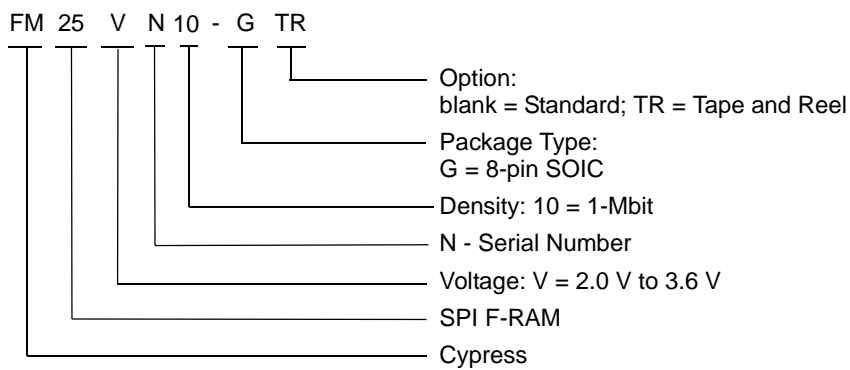 FM 25 V N 10 - G TR
Option:
blank = Standard; TR = Tape and Reel
Package Type:
G = 8-pin SOIC
Density: 10 = 1-Mbit
N - Serial Number
Voltage: V = 2.0 V to 3.6 V
SPI F-RAM
Cypress